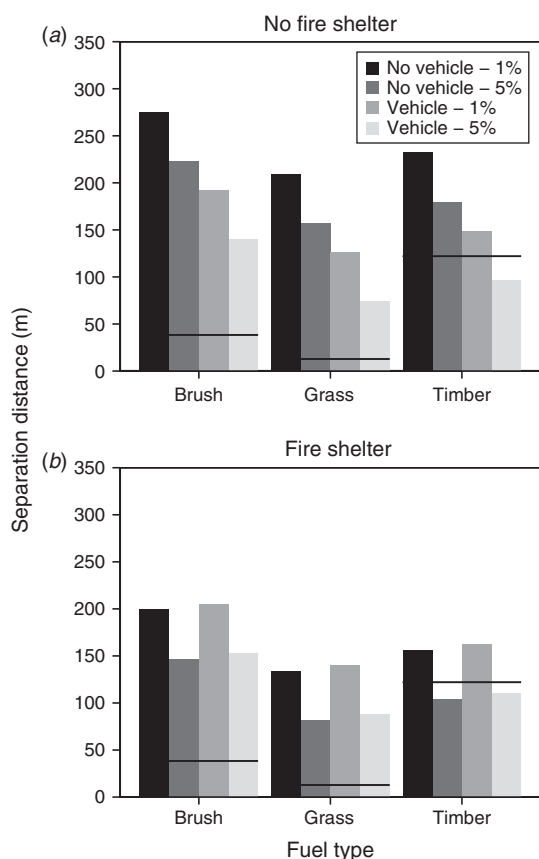 (a)
No fire shelter
350
300
250
200
150
100
50
0
No vehicle – 1%
No vehicle – 5%
Vehicle – 1%
Vehicle – 5%
Brush Grass Timber
Separation distance (m)
(b)
Fire shelter
350
300
250
200
150
100
50
0
Brush Grass Timber
Fuel type